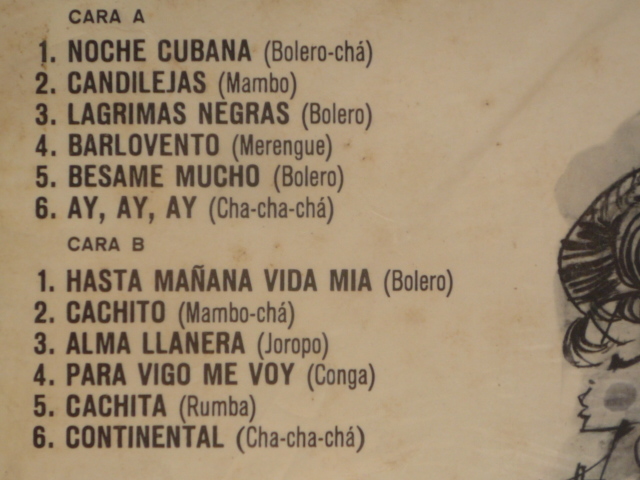 CARA A
1. NOCHE CUBANA (Bolero-chá)
2. CANDILEJAS (Mambo)
3. LAGRIMAS NEGRAS (Bolero)
4. BARLOVENTO (Merengue)
5. BESAME MUCHO (Bolero)
6. AY, AY, AY (Cha-cha-chá)
CARA B
1. HASTA MAÑANA VIDA MIA (Bolero)
2. CACHITO (Mambo-chá)
3. ALMA LLANERA (Joropo)
4. PARA VIGO ME VOY (Conga)
5. CACHITA (Rumba)
6. CONTINENTAL (Cha-cha-chá)